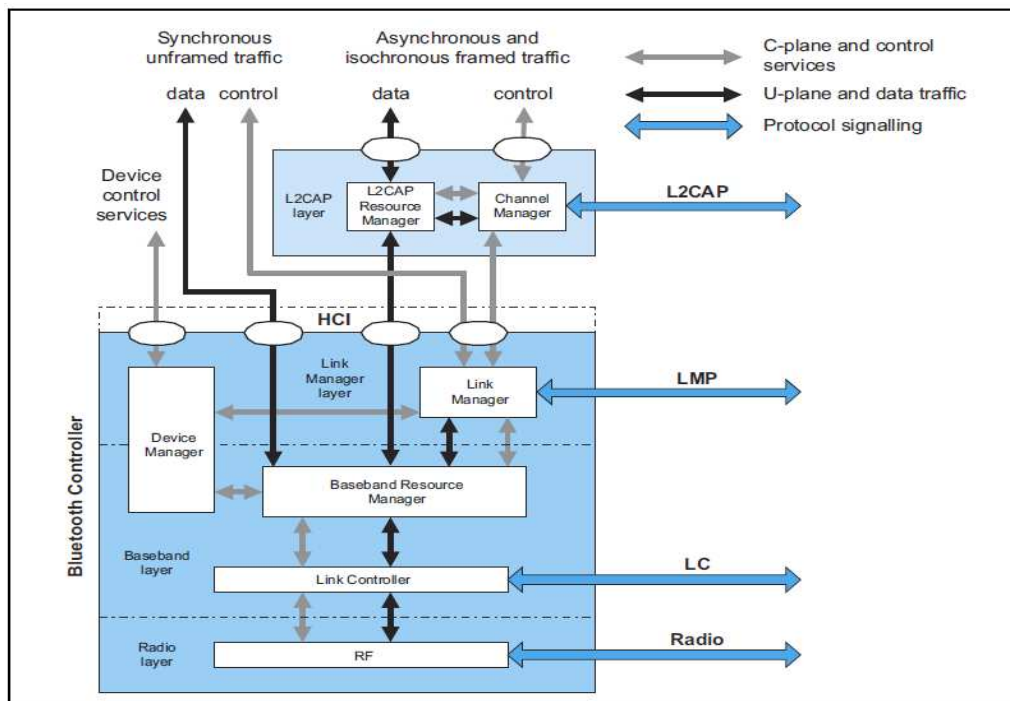 Synchronous
unframed traffic
data
control
Asynchronous and
isochronous framed traffic
data
control
C-plane and control
services
U-plane and data traffic
Protocol signalling
Device
control
services
L2CAP
layer
L2CAP
Resource
Manager
Channel
Manager
L2CAP
HCI
Link
Manager
layer
Link
Manager
LMP
Device
Manager
Baseband Resource
Manager
Bluetooth Controller
Baseband
layer
Link Controller
LC
Radio
layer
RF
Radio